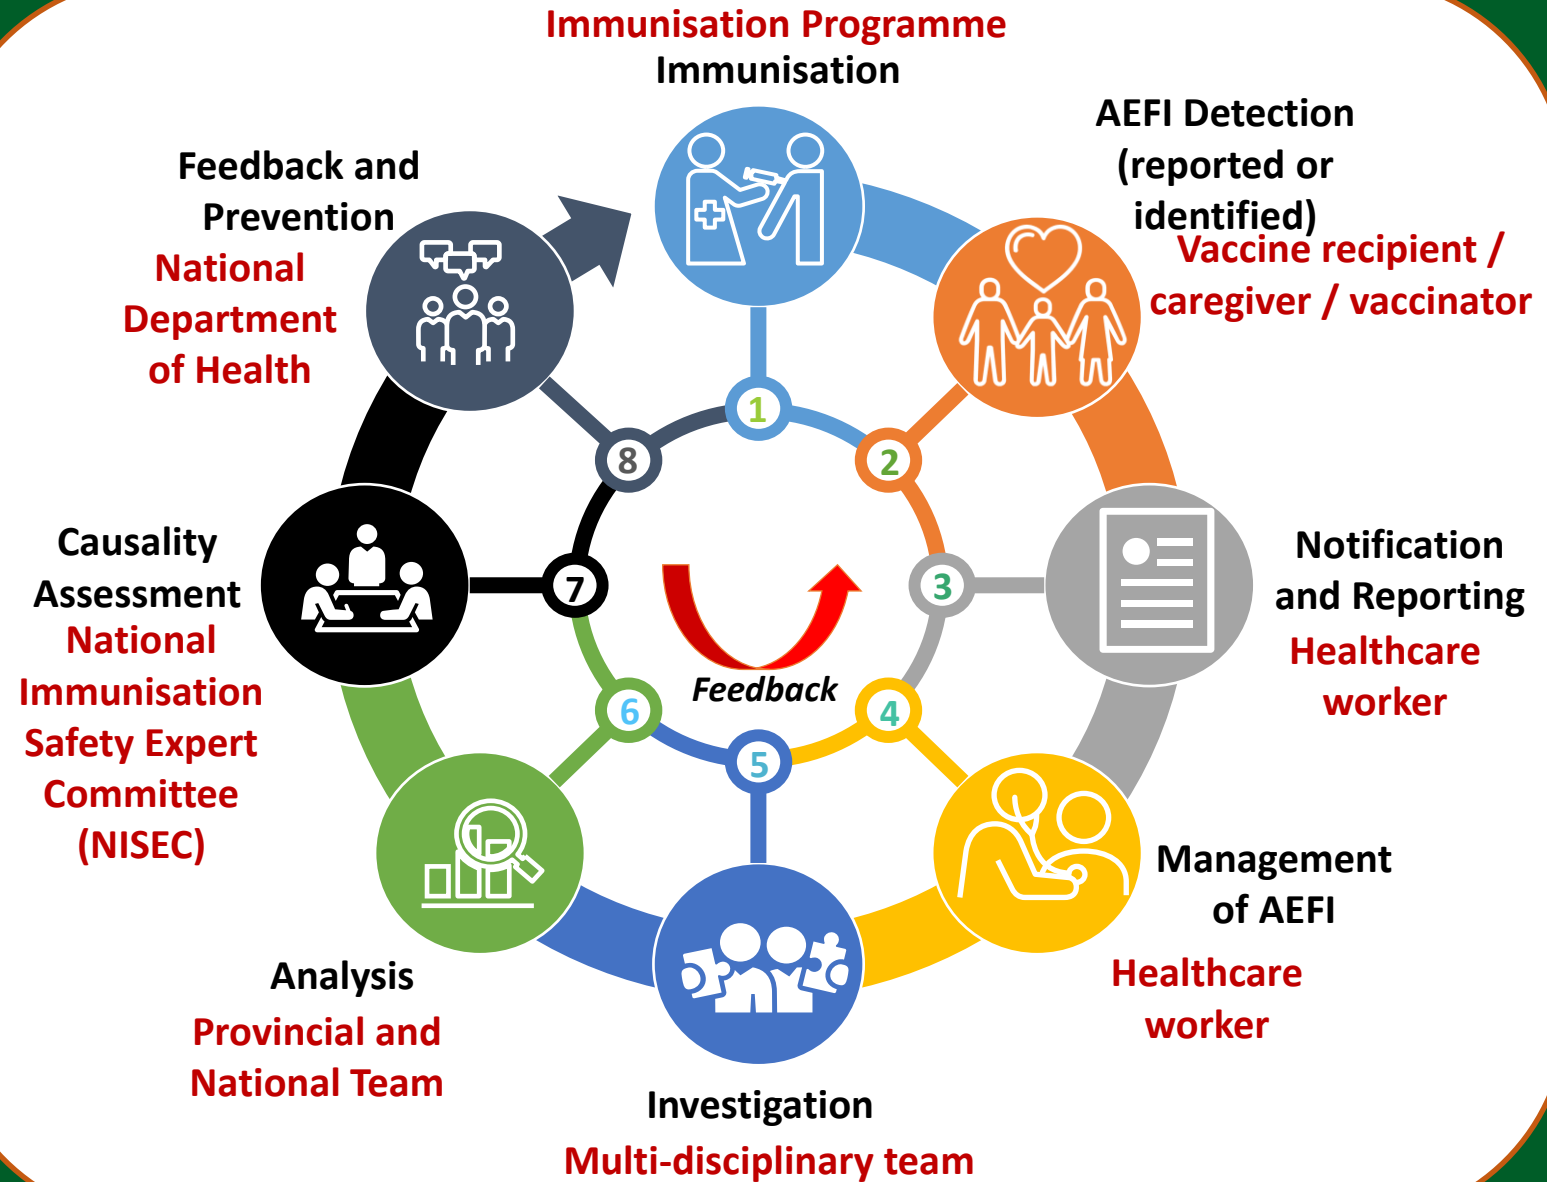 Immunisation Programme
Immunisation
AEFI Detection
(reported or
identified)
Vaccine recipient /
caregiver / vaccinator
Notification
and Reporting
Healthcare
worker
Management
of AEFI
Healthcare
worker
Investigation
Multi-disciplinary team
Analysis
Provincial and
National Team
Causality
Assessment
National
Immunisation
Safety Expert
Committee
(NISEC)
Feedback and
Prevention
National
Department
of Health
1
2
3
4
5
6
7
8
Feedback